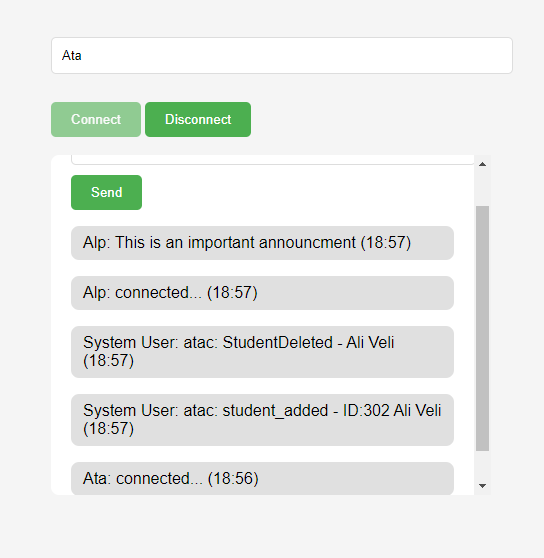 Ata
Connect Disconnect
Send
Alp: This is an important announcment (18:57)
Alp: connected... (18:57)
System User: atac: StudentDeleted - Ali Veli
(18:57)
System User: atac: student_added - ID:302 Ali Veli
(18:57)
Ata: connected... (18:56)